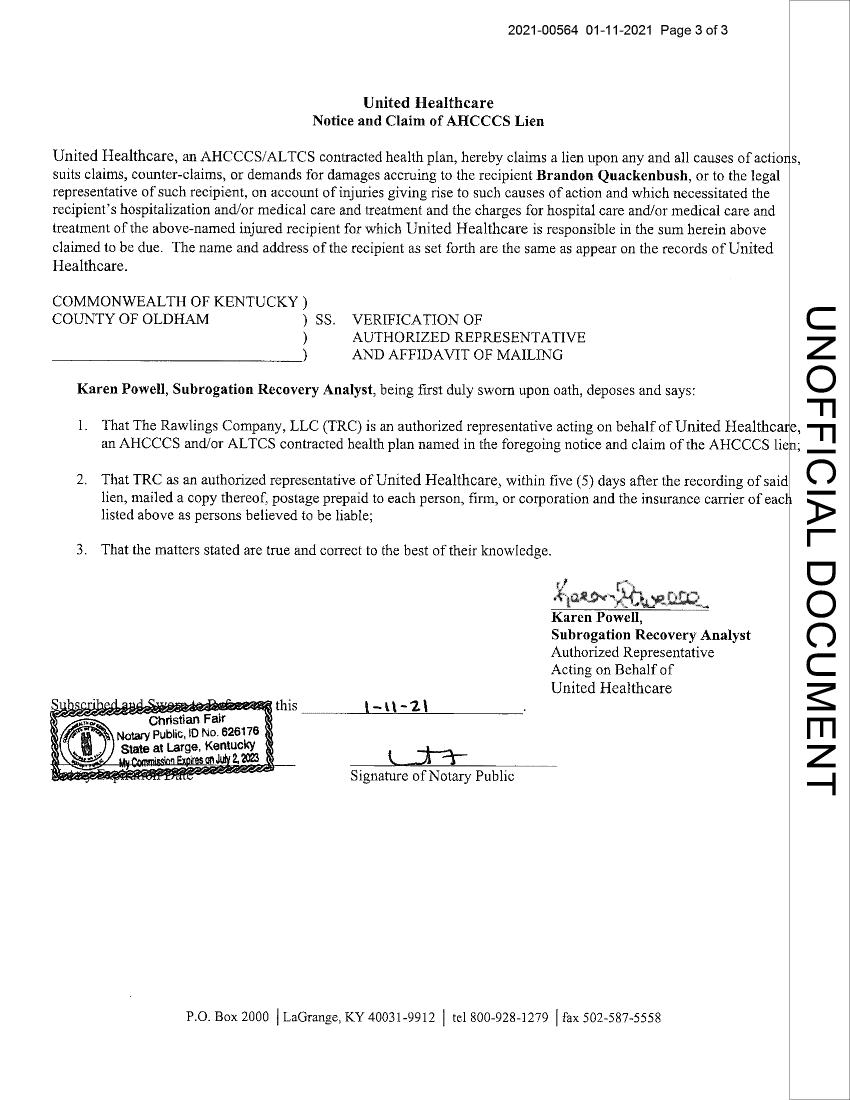 2021-00564 01-11-2021 Page 3 of 3
United Healthcare
Notice and Claim of AHCCCS Lien
United Healthcare, an AHCCCS/ALTCS contracted health plan, hereby claims a lien upon any and all causes of actions,
suits claims, counter-claims, or demands for damages accruing to the recipient Brandon Quackenbush, or to the legal
representative of such recipient, on account of injuries giving rise to such causes of action and which necessitated the
recipient's hospitalization and/or medical care and treatment and the charges for hospital care and/or medical care and
treatment of the above-named injured recipient for which United Healthcare is responsible in the sum herein above
claimed to be due. The name and address of the recipient as set forth are the same as appear on the records of United
Healthcare.
COMMONWEALTH OF KENTUCKY )
COUNTY OF OLDHAM ) SS. VERIFICATION OF
) AUTHORIZED REPRESENTATIVE
) AND AFFIDAVIT OF MAILING
Karen Powell, Subrogation Recovery Analyst, being first duly sworn upon oath, deposes and says:
1. That The Rawlings Company, LLC (TRC) is an authorized representative acting on behalf of United Healthcare,
an AHCCCS and/or ALTCS contracted health plan named in the foregoing notice and claim of the AHCCCS lien;
2. That TRC as an authorized representative of United Healthcare, within five (5) days after the recording of said
lien, mailed a copy thereof, postage prepaid to each person, firm, or corporation and the insurance carrier of each
listed above as persons believed to be liable;
3. That the matters stated are true and correct to the best of their knowledge.
Karen Powell
Karen Powell,
Subrogation Recovery Analyst
Authorized Representative
Acting on Behalf of
United Healthcare
Subscribed and Sworn to Before me this 1-11-21.
Christian Fair
Notary Public, ID No. 626176
State at Large, Kentucky
My Commission Expires on July 2, 2023
Date
Signature of Notary Public
P.O. Box 2000 | LaGrange, KY 40031-9912 | tel 800-928-1279 | fax 502-587-5558
UNOFFICIAL DOCUMENT